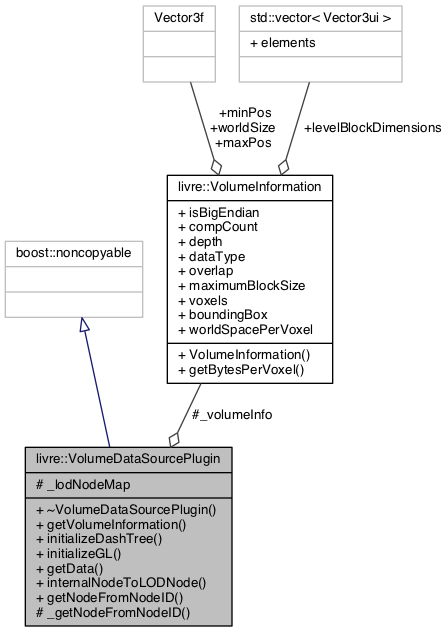 Vector3f
std::vector< Vector3ui >
+ elements
+minPos
+worldSize
+maxPos
+levelBlockDimensions
livre::VolumeInformation
+ isBigEndian
+ compCount
+ depth
+ dataType
+ overlap
+ maximumBlockSize
+ voxels
+ boundingBox
+ worldSpacePerVoxel
+ VolumeInformation()
+ getBytesPerVoxel()
boost::noncopyable
#_volumeInfo
livre::VolumeDataSourcePlugin
# _lodNodeMap
+ ~VolumeDataSourcePlugin()
+ getVolumeInformation()
+ initializeDashTree()
+ initializeGL()
+ getData()
+ internalNodeToLODNode()
+ getNodeFromNodeID()
# _getNodeFromNodeID()